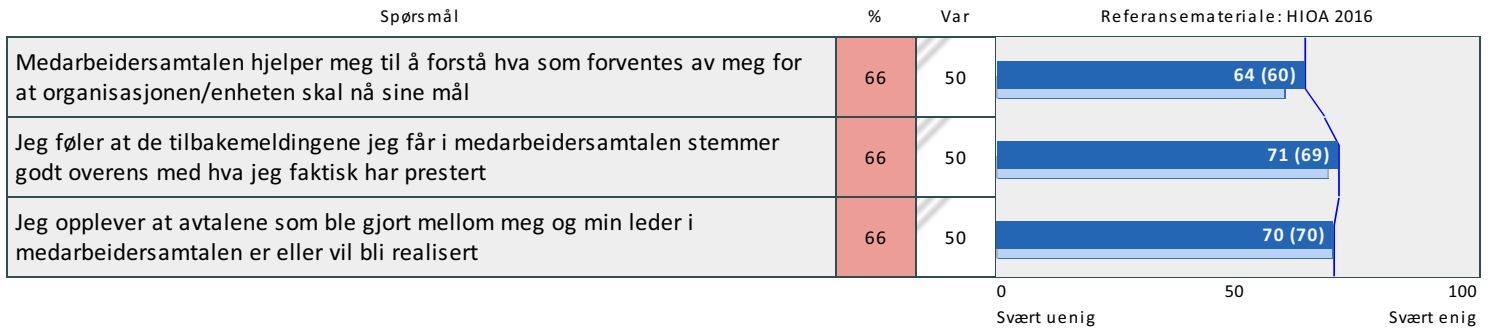 Spørsmål % Var Referansemateriale: HIOA 2016
Medarbeidersamtalen hjelper meg til å forstå hva som forventes av meg for
at organisasjonen/enheten skal nå sine mål
66 50 64 (60)
Jeg føler at de tilbakemeldingene jeg får i medarbeidersamtalen stemmer
godt overens med hva jeg faktisk har prestert
66 50 71 (69)
Jeg opplever at avtalene som ble gjort mellom meg og min leder i
medarbeidersamtalen er eller vil bli realisert
66 50 70 (70)
0 50 100
Svært uenig Svært enig